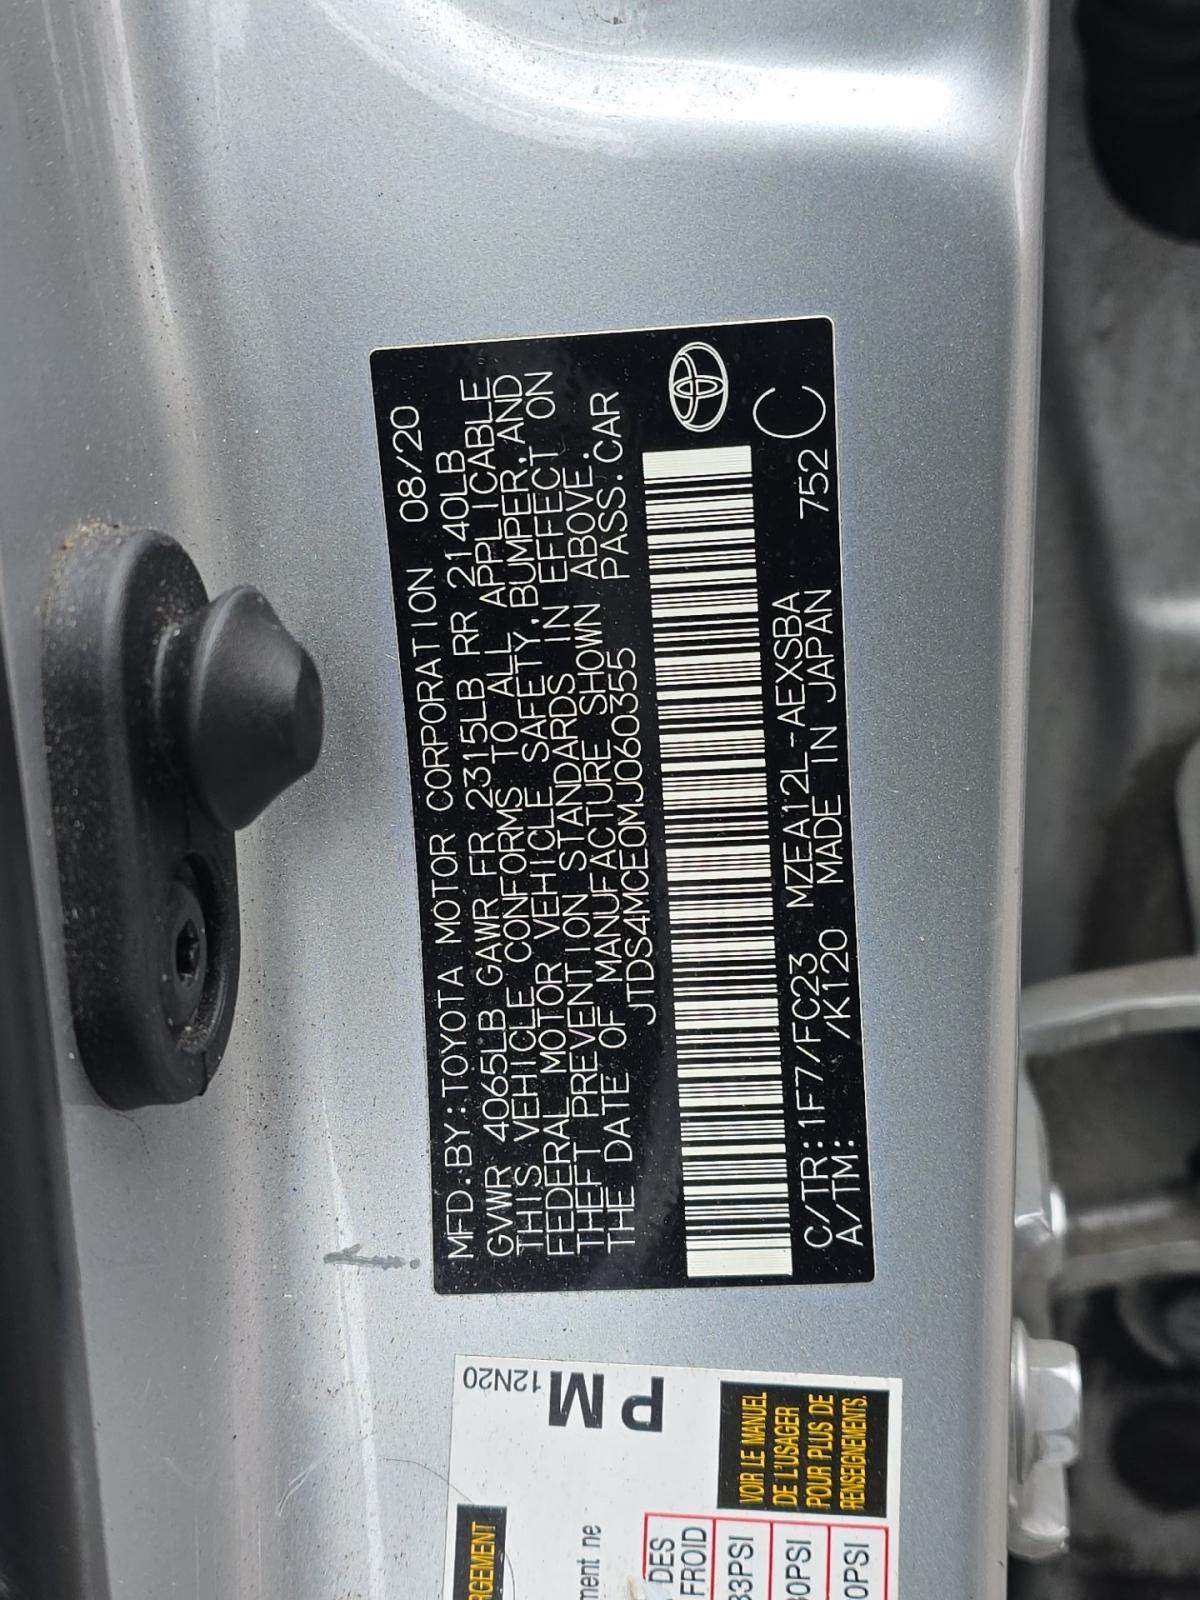 MFD.BY:TOYOTA MOTOR CORPORATION 08/20
GVWR 4065LB GAWR FR 2315LB RR 2140LB
THIS VEHICLE CONFORMS TO ALL APPLICABLE
FEDERAL MOTOR VEHICLE SAFETY, BUMPER, AND
THEFT PREVENTION STANDARDS IN EFFECT ON
THE DATE OF MANUFACTURE SHOWN ABOVE.
JTDS4MCE0MJ060355 PASS.CAR
C/TR:1F7/FC23 MZEA12L-AEXSBA
A/TM: /K120 MADE IN JAPAN 752 C
PM
12N20
VOIR LE MANUEL
DE L'USAGER
POUR PLUS DE
RENSEIGNEMENTS.
DES
FROID